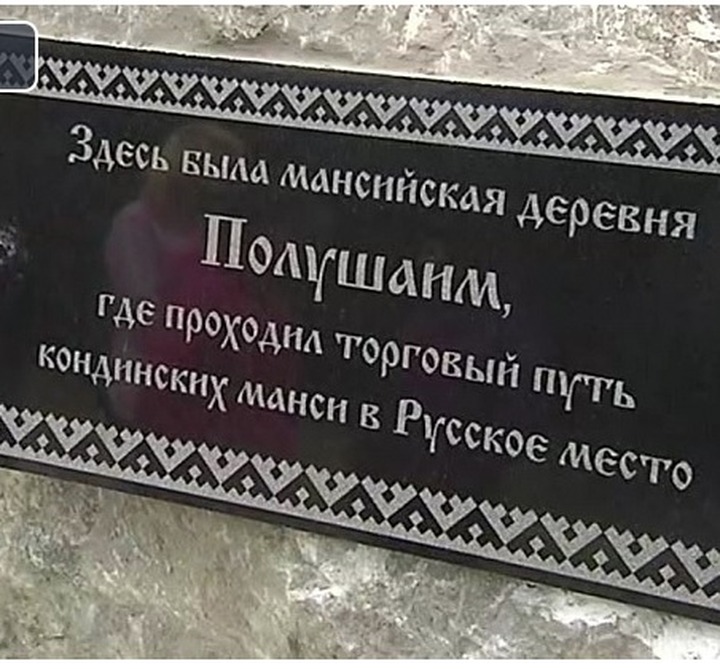 Здесь была мансийская деревня
Полушаим,
где проходил торговый путь
кондинских манси в Русское место